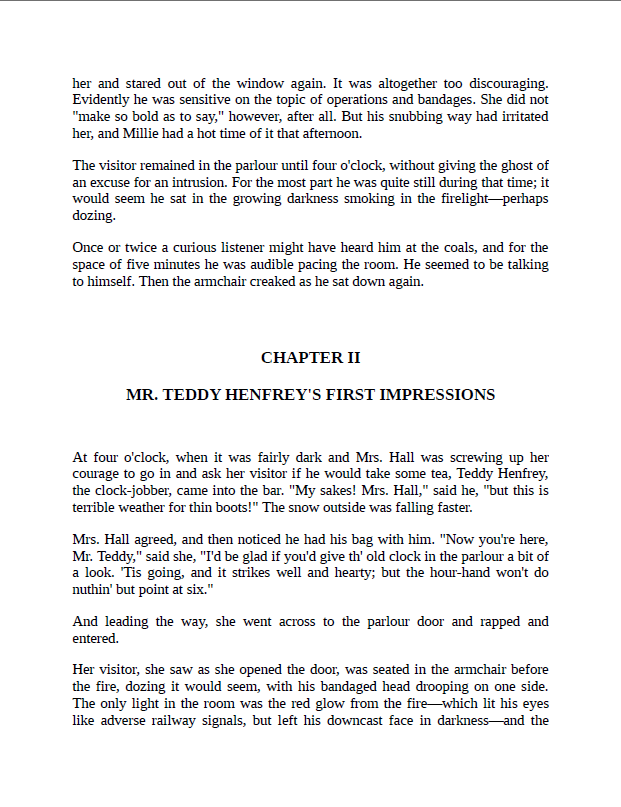 her and stared out of the window again. It was altogether too discouraging.
Evidently he was sensitive on the topic of operations and bandages. She did not
"make so bold as to say," however, after all. But his snubbing way had irritated
her, and Millie had a hot time of it that afternoon.
The visitor remained in the parlour until four o'clock, without giving the ghost of
an excuse for an intrusion. For the most part he was quite still during that time; it
would seem he sat in the growing darkness smoking in the firelight—perhaps
dozing.
Once or twice a curious listener might have heard him at the coals, and for the
space of five minutes he was audible pacing the room. He seemed to be talking
to himself. Then the armchair creaked as he sat down again.
CHAPTER II
MR. TEDDY HENFREY'S FIRST IMPRESSIONS
At four o'clock, when it was fairly dark and Mrs. Hall was screwing up her
courage to go in and ask her visitor if he would take some tea, Teddy Henfrey,
the clock-jobber, came into the bar. "My sakes! Mrs. Hall," said he, "but this is
terrible weather for thin boots!" The snow outside was falling faster.
Mrs. Hall agreed, and then noticed he had his bag with him. "Now you're here,
Mr. Teddy," said she, "I'd be glad if you'd give th' old clock in the parlour a bit of
a look. 'Tis going, and it strikes well and hearty; but the hour-hand won't do
nuthin' but point at six."
And leading the way, she went across to the parlour door and rapped and
entered.
Her visitor, she saw as she opened the door, was seated in the armchair before
the fire, dozing it would seem, with his bandaged head drooping on one side.
The only light in the room was the red glow from the fire—which lit his eyes
like adverse railway signals, but left his downcast face in darkness—and the